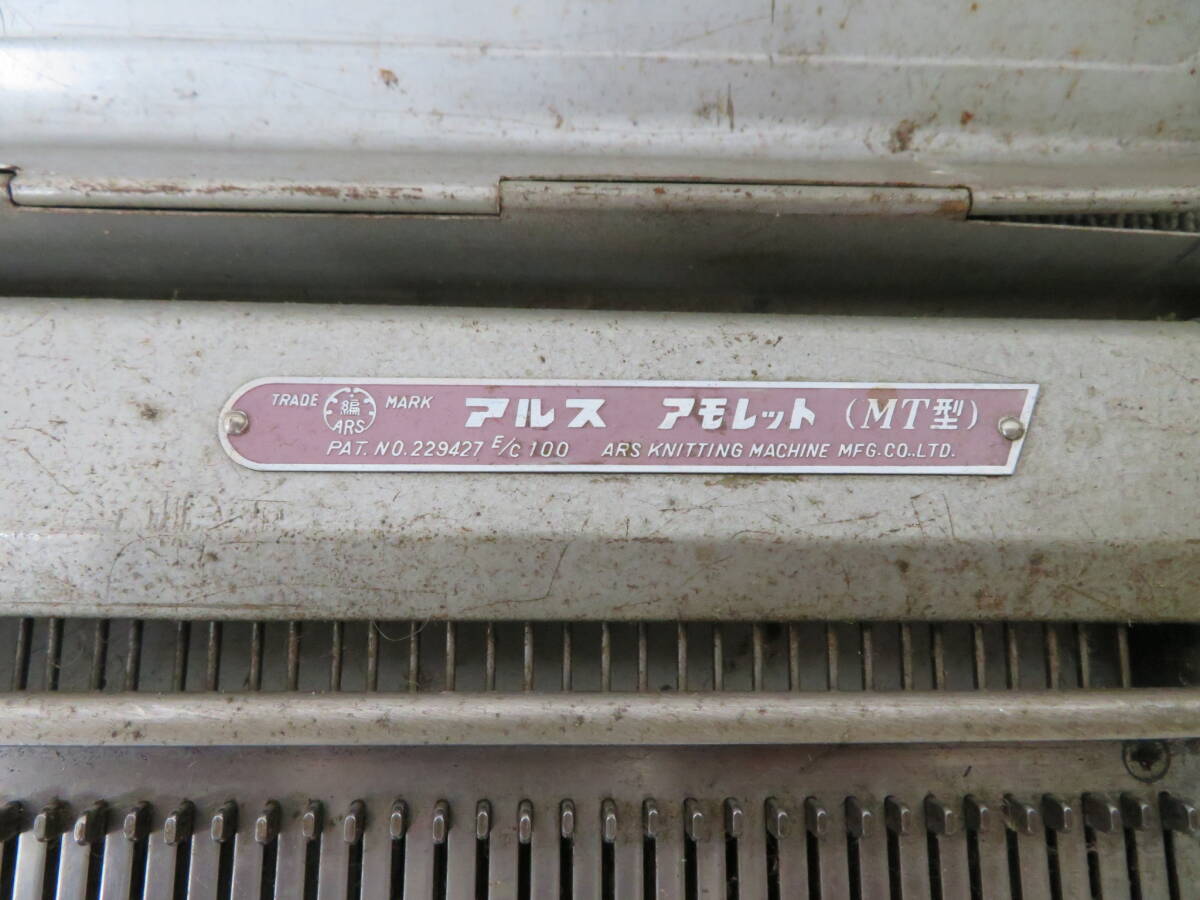 TRADE 編 ARS MARK アルス アモレット (MT型)
PAT. NO. 229427 E/C 100 ARS KNITTING MACHINE MFG.CO.,LTD.